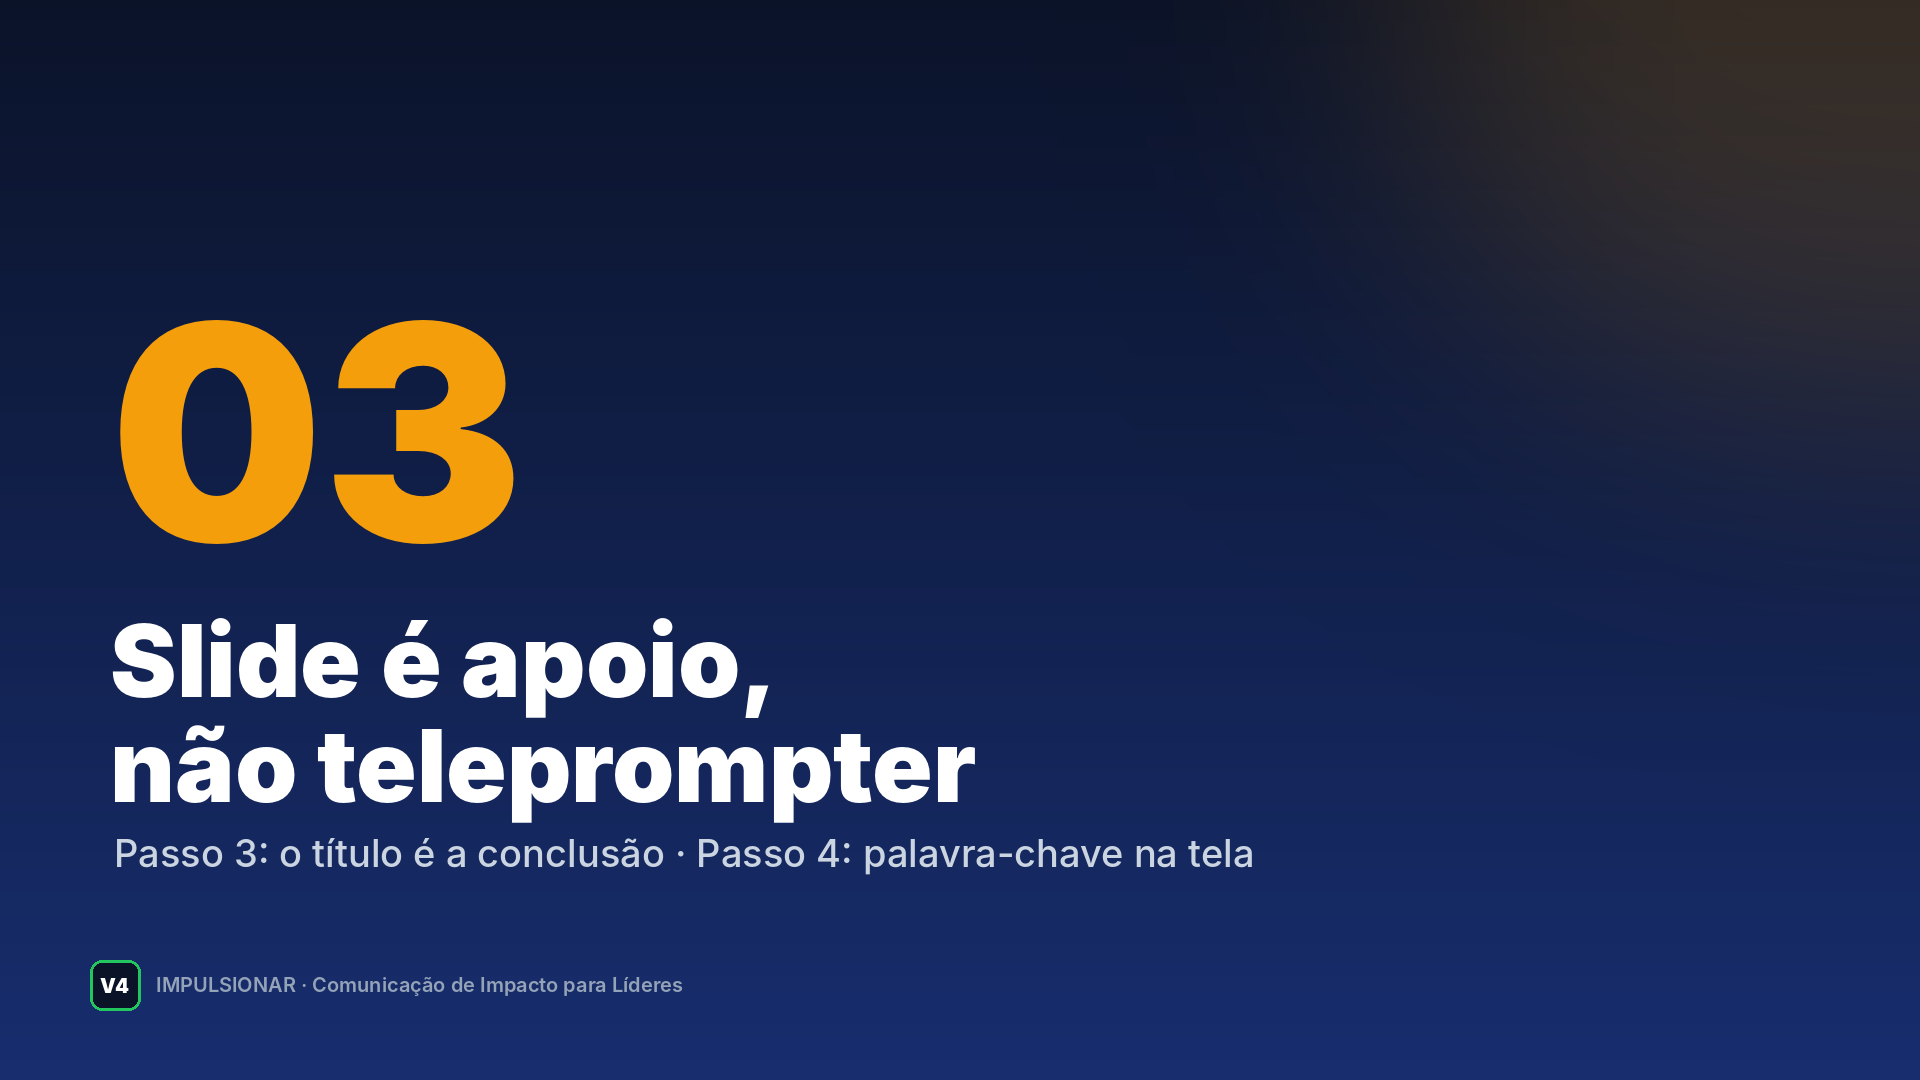 03
Slide é apoio,
não teleprompter
Passo 3: o título é a conclusão · Passo 4: palavra-chave na tela
V4 IMPULSIONAR · Comunicação de Impacto para Líderes